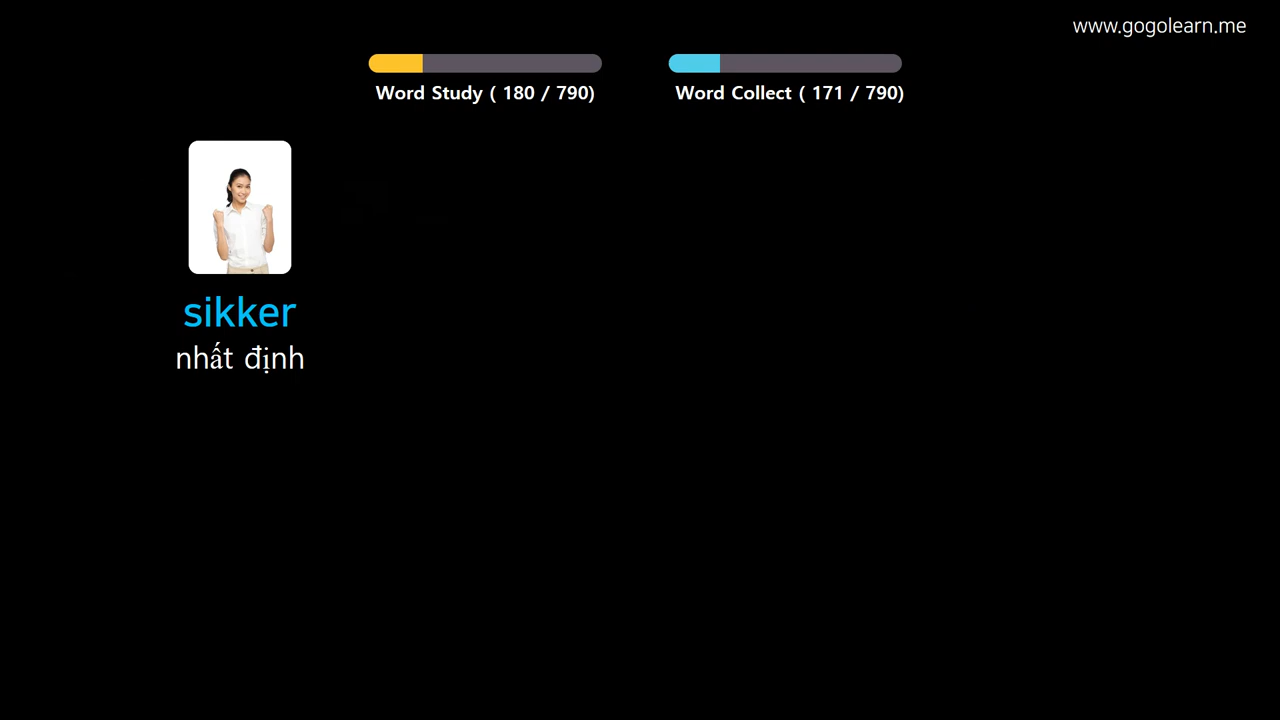 www.gogolearn.me
Word Study ( 180 / 790)
Word Collect ( 171 / 790)
sikker
nhất định